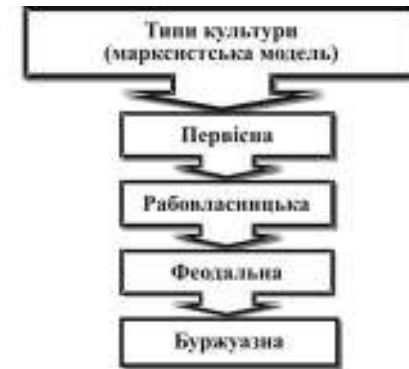 Типи культури
(марксистська модель)
Первісна
Рабовласницька
Феодальна
Буржуазна